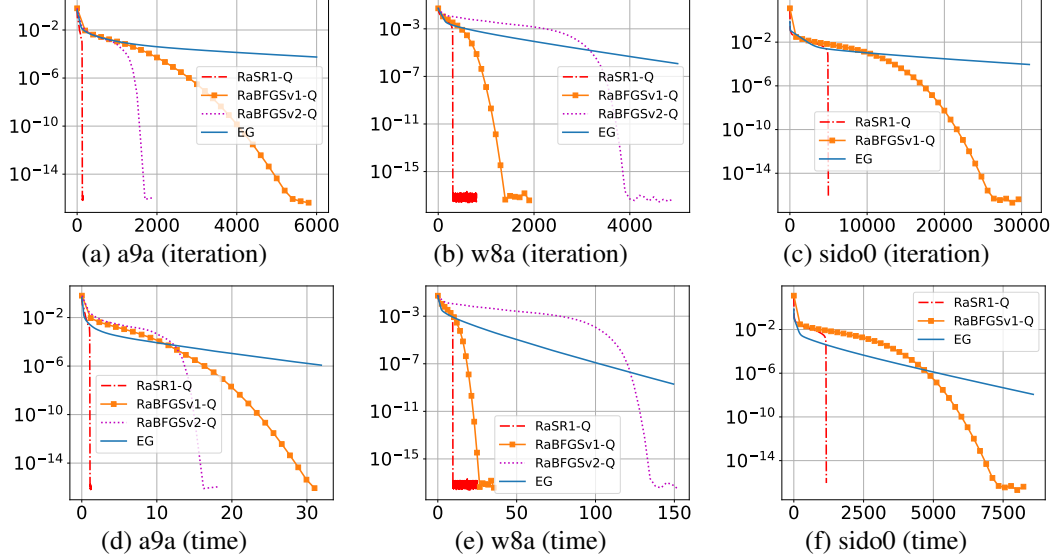 10⁻²
10⁻⁶
10⁻¹⁰
10⁻¹⁴
RaSR1-Q
RaBFGSv1-Q
RaBFGSv2-Q
EG
0 2000 4000 6000
(a) a9a (iteration)
10⁻³
10⁻⁷
10⁻¹¹
10⁻¹⁵
RaSR1-Q
RaBFGSv1-Q
RaBFGSv2-Q
EG
0 2000 4000
(b) w8a (iteration)
10⁻²
10⁻⁶
10⁻¹⁰
10⁻¹⁴
RaSR1-Q
RaBFGSv1-Q
EG
0 10000 20000 30000
(c) sido0 (iteration)
10⁻²
10⁻⁶
10⁻¹⁰
10⁻¹⁴
RaSR1-Q
RaBFGSv1-Q
RaBFGSv2-Q
EG
0 10 20 30
(d) a9a (time)
10⁻³
10⁻⁷
10⁻¹¹
10⁻¹⁵
RaSR1-Q
RaBFGSv1-Q
RaBFGSv2-Q
EG
0 50 100 150
(e) w8a (time)
10⁻²
10⁻⁶
10⁻¹⁰
10⁻¹⁴
RaSR1-Q
RaBFGSv1-Q
EG
0 2500 5000 7500
(f) sido0 (time)